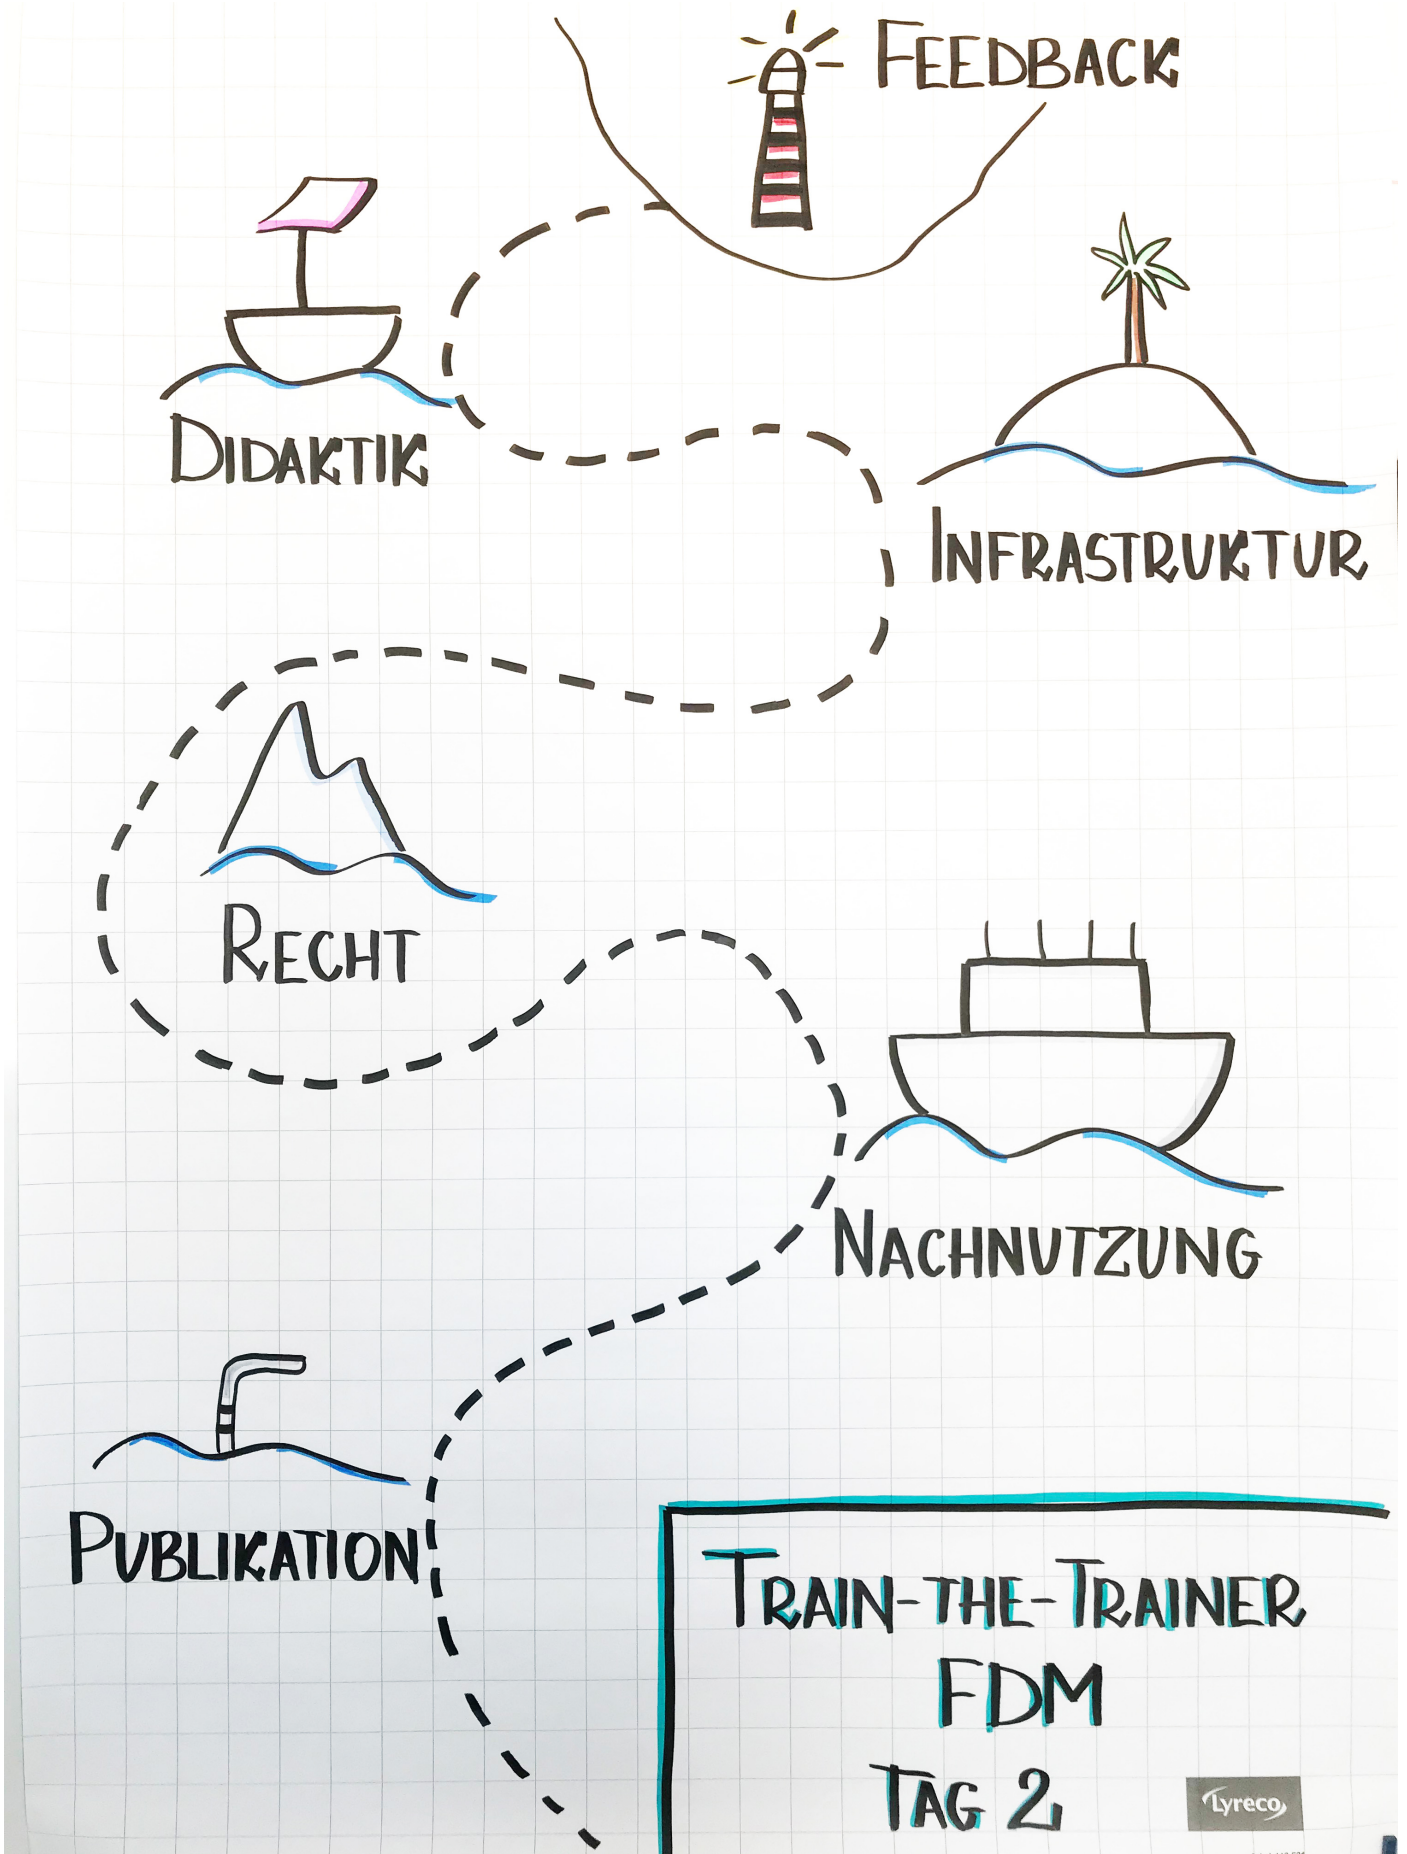 FEEDBACK
DIDAKTIK
INFRASTRUKTUR
RECHT
NACHNUTZUNG
PUBLIKATION
TRAIN-THE-TRAINER
FDM
TAG 2
Lyreco